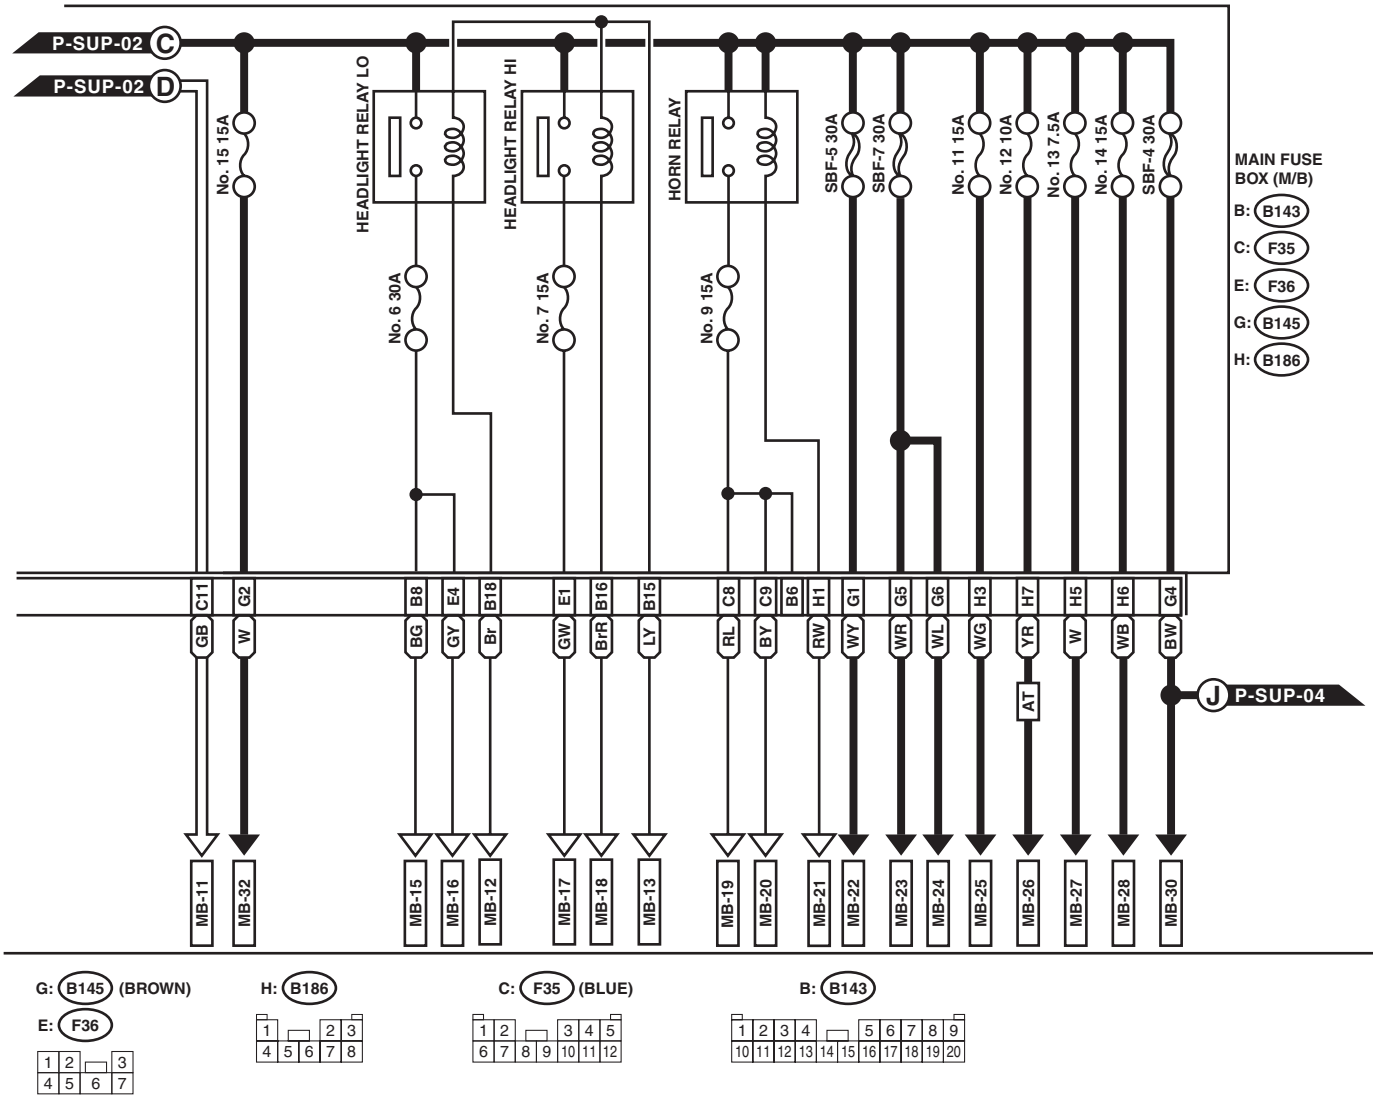 P-SUP-02 C
P-SUP-02 D
No. 15 15A
HEADLIGHT RELAY LO
HEADLIGHT RELAY HI
HORN RELAY
SBF-5 30A
SBF-7 30A
No. 11 15A
No. 12 10A
No. 13 7.5A
No. 14 15A
SBF-4 30A
No. 6 30A
No. 7 15A
No. 9 15A
MAIN FUSE
BOX (M/B)
B: B143
C: F35
E: F36
G: B145
H: B186
C11 G2 B8 E4 B18 E1 B16 B15 C8 C9 B6 H1 G1 G5 G6 H3 H7 H5 H6 G4
GB W BG GY Br GW BrR LY RL BY RW WY WR WL WG YR W WB BW
AT
J P-SUP-04
MB-11 MB-32 MB-15 MB-16 MB-12 MB-17 MB-18 MB-13 MB-19 MB-20 MB-21 MB-22 MB-23 MB-24 MB-25 MB-26 MB-27 MB-28 MB-30
G: B145 (BROWN)
E: F36
1 2 3
4 5 6 7
H: B186
1 2 3
4 5 6 7 8
C: F35 (BLUE)
1 2 3 4 5
6 7 8 9 10 11 12
B: B143
1 2 3 4 5 6 7 8 9
10 11 12 13 14 15 16 17 18 19 20